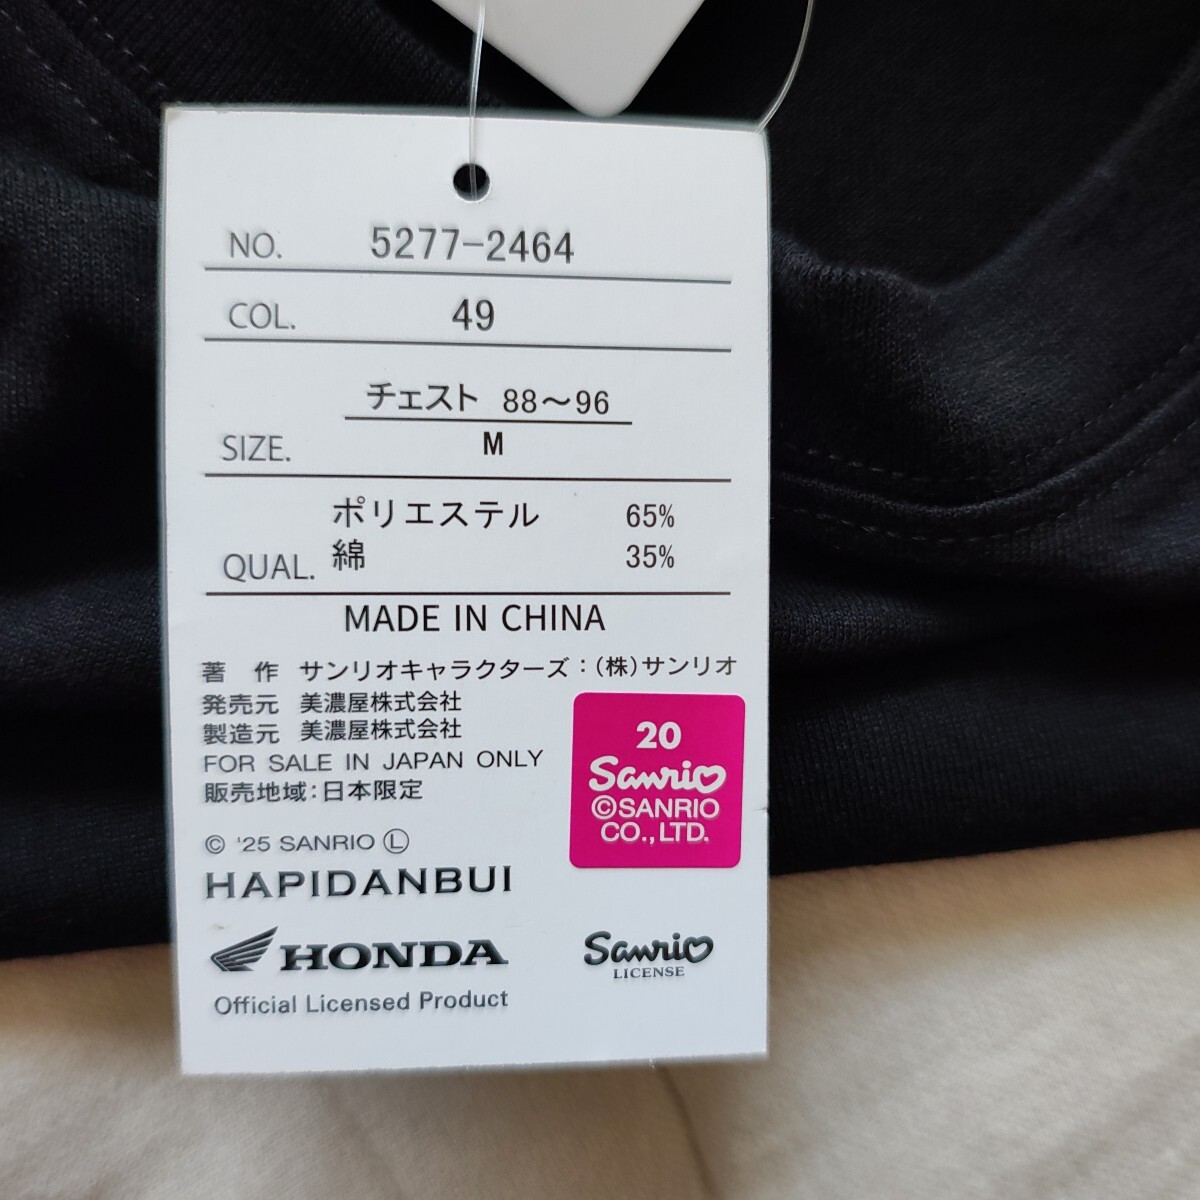 NO. 5277-2464
COL. 49
チェスト 88～96
SIZE. M
ポリエステル 65%
QUAL. 綿 35%
MADE IN CHINA
著 作 サンリオキャラクターズ：(株)サンリオ
発売元 美濃屋株式会社
製造元 美濃屋株式会社
FOR SALE IN JAPAN ONLY
販売地域：日本限定
© '25 SANRIO Ⓛ
HAPIDANBUI
20
Sanrio
©SANRIO
CO.,LTD.
HONDA
Official Licensed Product
Sanrio
LICENSE